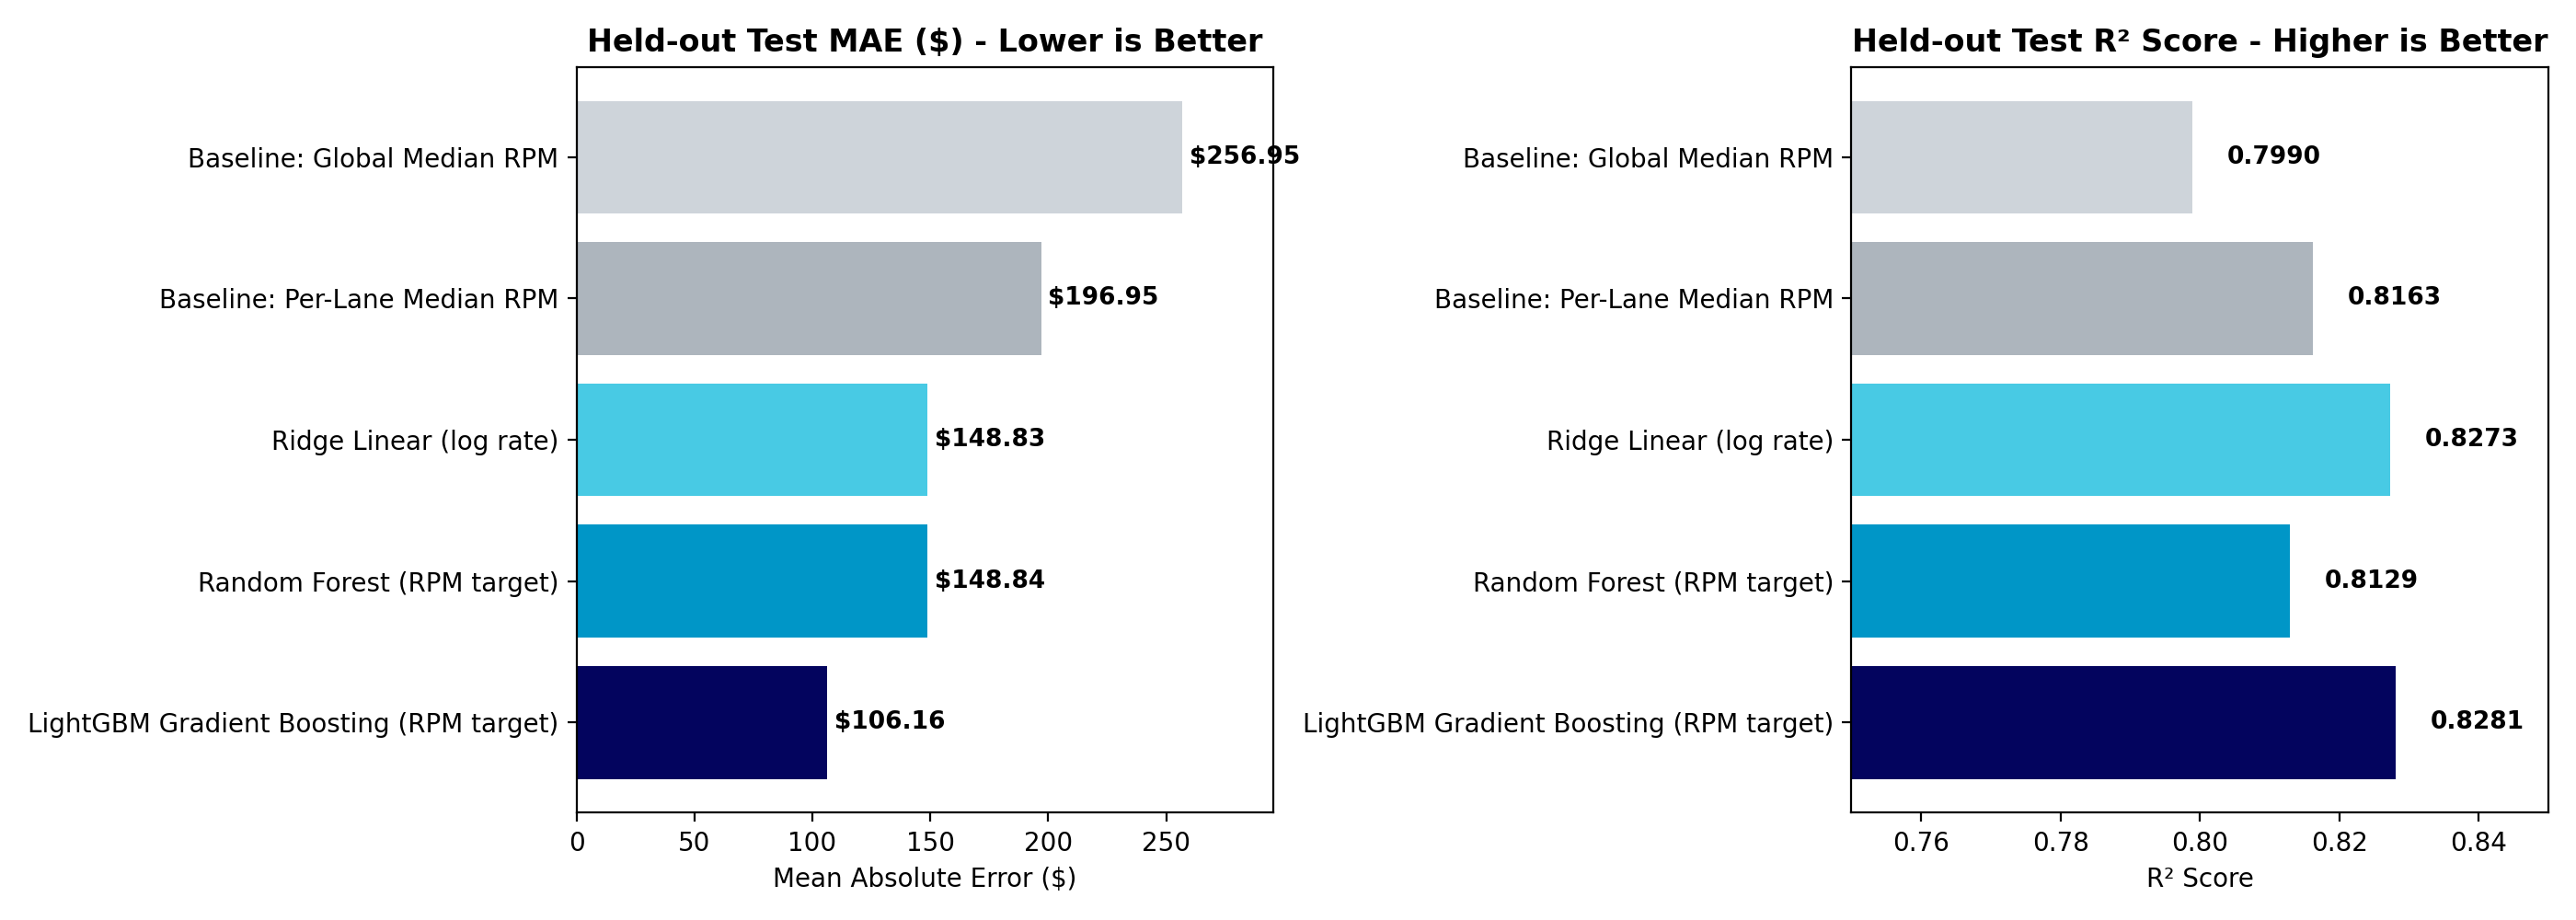 Held-out Test MAE ($) - Lower is Better
Baseline: Global Median RPM
$256.95
Baseline: Per-Lane Median RPM
$196.95
Ridge Linear (log rate)
$148.83
Random Forest (RPM target)
$148.84
LightGBM Gradient Boosting (RPM target)
$106.16
0 50 100 150 200 250
Mean Absolute Error ($)
Held-out Test R² Score - Higher is Better
Baseline: Global Median RPM
0.7990
Baseline: Per-Lane Median RPM
0.8163
Ridge Linear (log rate)
0.8273
Random Forest (RPM target)
0.8129
LightGBM Gradient Boosting (RPM target)
0.8281
0.76 0.78 0.80 0.82 0.84
R² Score